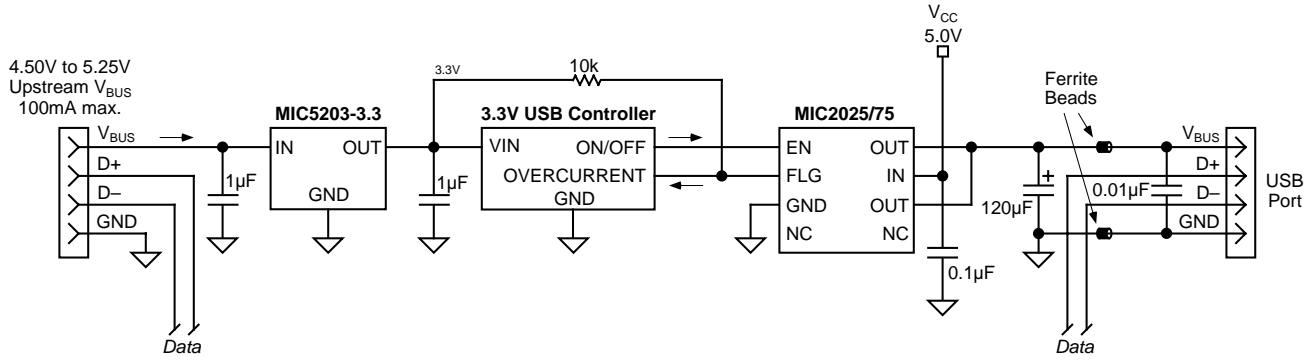 4.50V to 5.25V
Upstream VBUS
100mA max.
VBUS
D+
D–
GND
Data
1µF
MIC5203-3.3
IN
OUT
GND
1µF
3.3V
10k
3.3V USB Controller
VIN
ON/OFF
OVERCURRENT
GND
MIC2025/75
EN
OUT
FLG
IN
GND
OUT
NC
NC
VCC
5.0V
0.1µF
120µF
+
Ferrite
Beads
0.01µF
VBUS
D+
D–
GND
USB
Port
Data